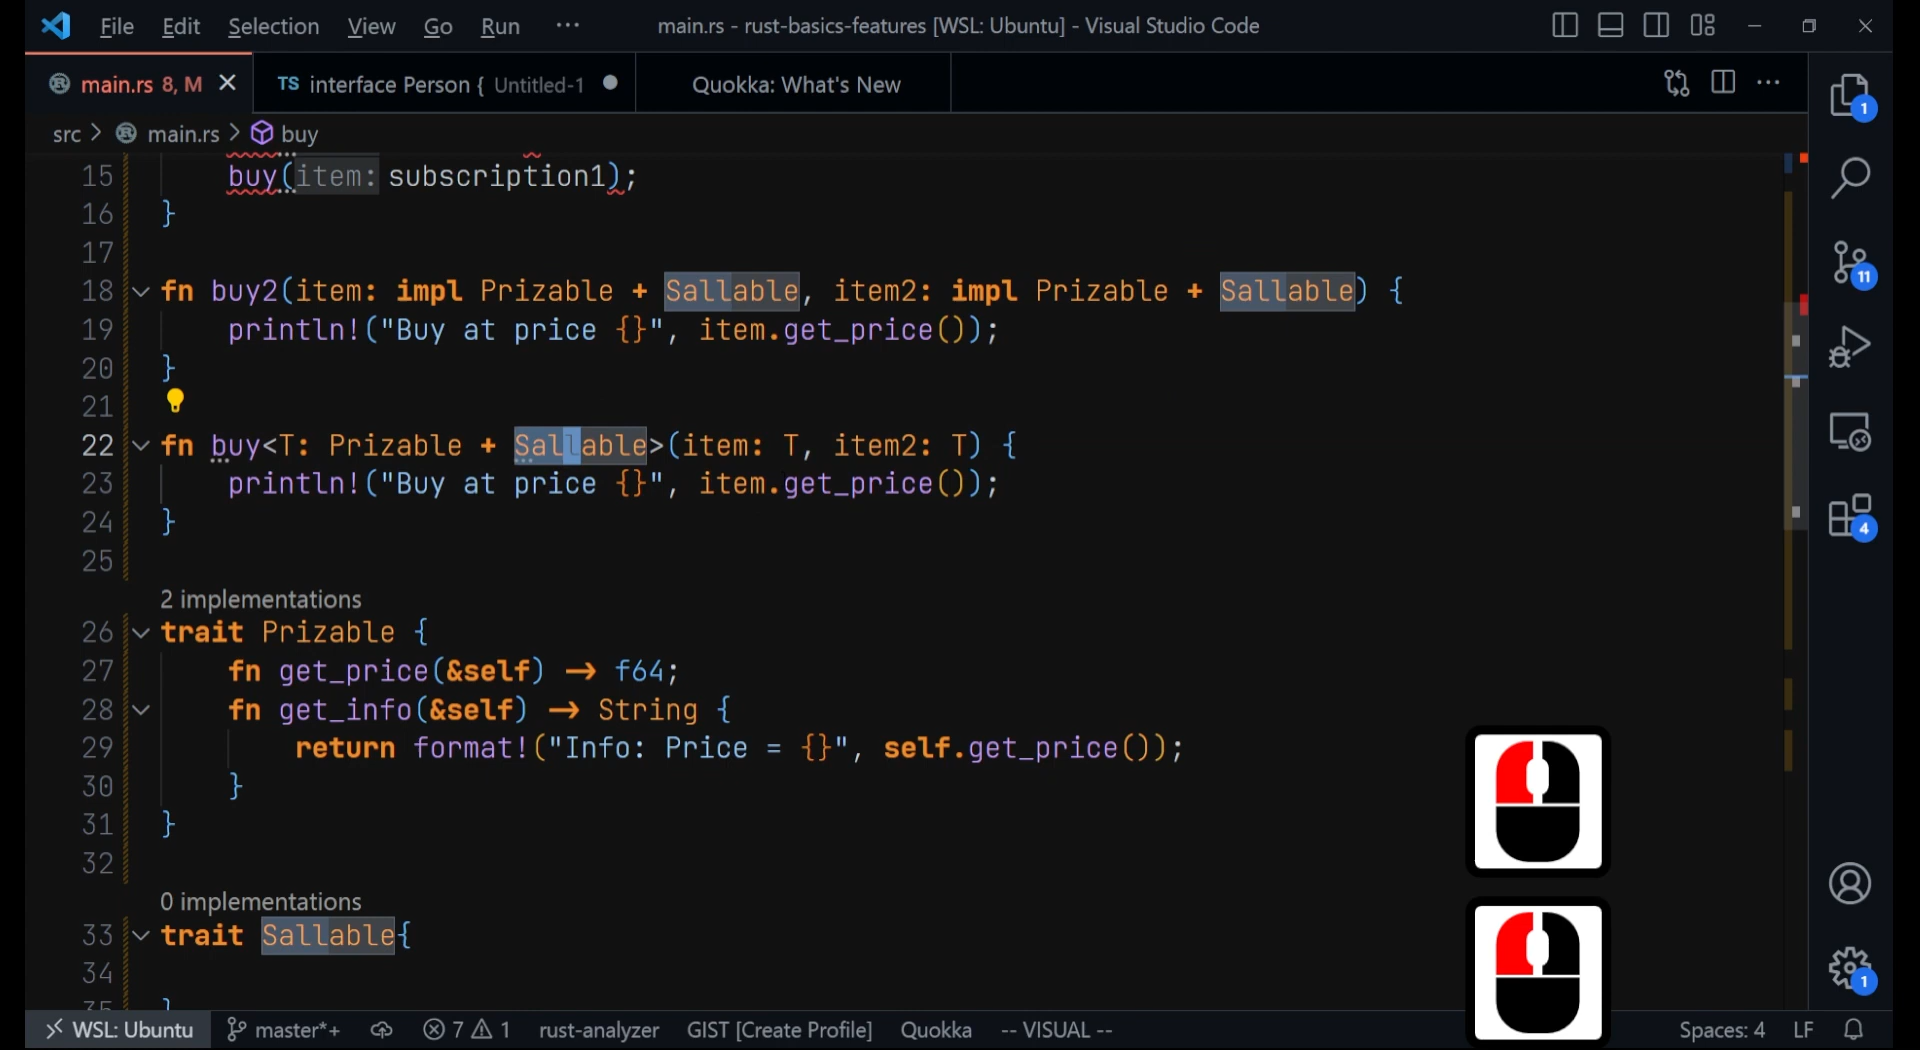 File Edit Selection View Go Run ··· main.rs - rust-basics-features [WSL: Ubuntu] - Visual Studio Code
main.rs 8, M TS interface Person { Untitled-1 Quokka: What's New
src > main.rs > buy
15 buy(item: subscription1);
16 }
17
18 fn buy2(item: impl Prizable + Sallable, item2: impl Prizable + Sallable) {
19 println!("Buy at price {}", item.get_price());
20 }
21
22 fn buy<T: Prizable + Sallable>(item: T, item2: T) {
23 println!("Buy at price {}", item.get_price());
24 }
25
2 implementations
26 trait Prizable {
27 fn get_price(&self) → f64;
28 fn get_info(&self) → String {
29 return format!("Info: Price = {}", self.get_price());
30 }
31 }
32
0 implementations
33 trait Sallable{
34
35 }
1
11
4
1
WSL: Ubuntu master*+ 7 1 rust-analyzer GIST [Create Profile] Quokka -- VISUAL -- Spaces: 4 LF